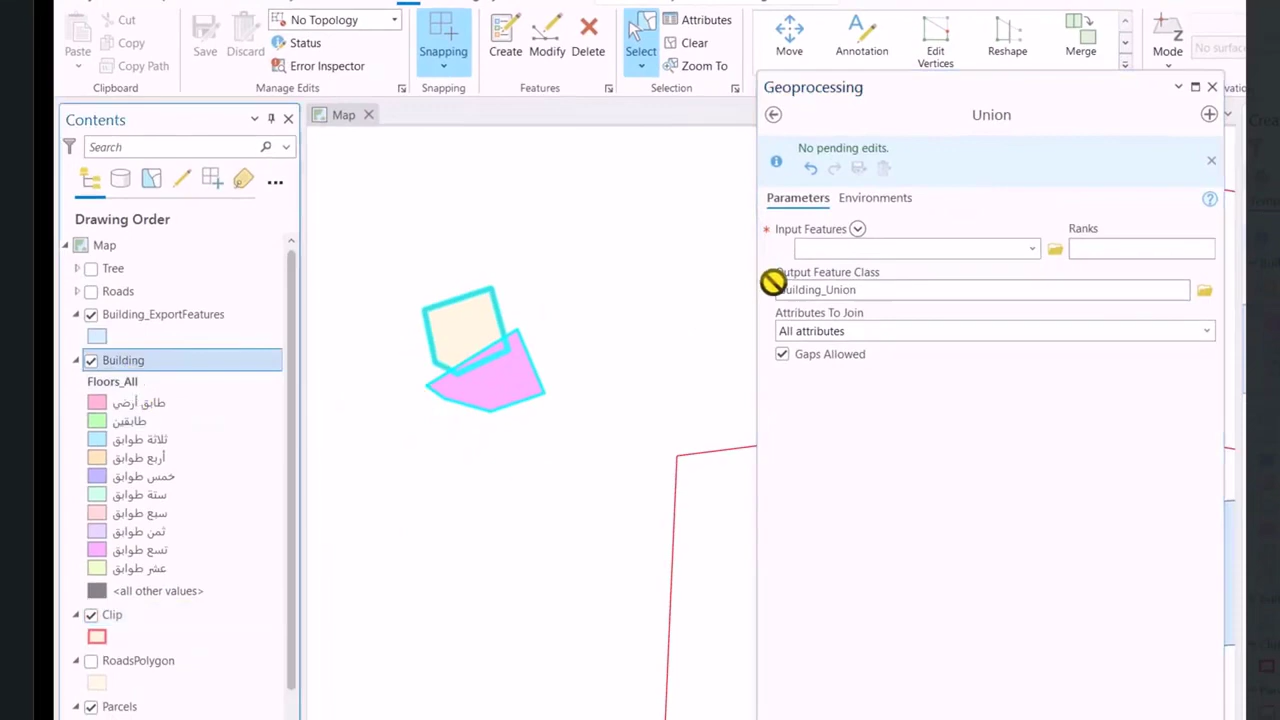 Paste
Cut
Copy
Copy Path
Clipboard
Save
Discard
No Topology
Status
Error Inspector
Manage Edits
Snapping
Snapping
Create
Modify
Delete
Features
Select
Attributes
Clear
Zoom To
Selection
Move
Annotation
Edit
Vertices
Reshape
Merge
Mode
Contents
Search
Drawing Order
Map
Tree
Roads
Building_ExportFeatures
Building
Floors_All
طابق أرضي
طابقين
ثلاثة طوابق
أربع طوابق
خمس طوابق
ستة طوابق
سبع طوابق
ثمن طوابق
تسع طوابق
عشر طوابق
<all other values>
Clip
RoadsPolygon
Parcels
Map
Geoprocessing
Union
No pending edits.
Parameters Environments
Input Features
Ranks
Output Feature Class
Building_Union
Attributes To Join
All attributes
Gaps Allowed